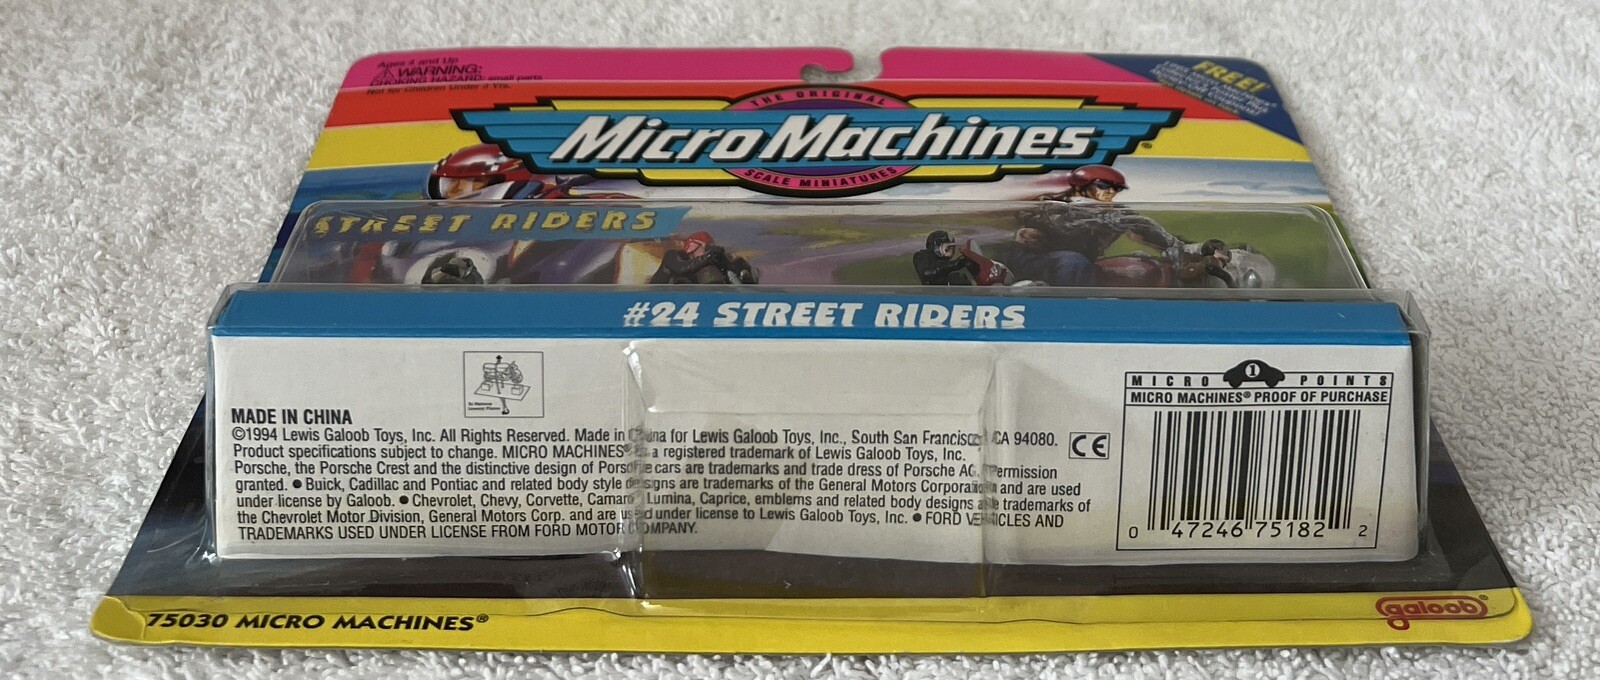 Ages 4 and Up
WARNING:
CHOKING HAZARD: small parts
Not for Children Under 3 Yrs.
FREE!
THE ORIGINAL
Micro Machines®
SCALE MINIATURES
STREET RIDERS
#24 STREET RIDERS
MADE IN CHINA
©1994 Lewis Galoob Toys, Inc. All Rights Reserved. Made in China for Lewis Galoob Toys, Inc., South San Francisco, CA 94080.
Product specifications subject to change. MICRO MACHINES® is a registered trademark of Lewis Galoob Toys, Inc.
Porsche, the Porsche Crest and the distinctive design of Porsche cars are trademarks and trade dress of Porsche AG. Permission
granted. • Buick, Cadillac and Pontiac and related body style designs are trademarks of the General Motors Corporation and are used
under license by Galoob. • Chevrolet, Chevy, Corvette, Camaro, Lumina, Caprice, emblems and related body designs are trademarks of
the Chevrolet Motor Division, General Motors Corp. and are used under license to Lewis Galoob Toys, Inc. • FORD VEHICLES AND
TRADEMARKS USED UNDER LICENSE FROM FORD MOTOR COMPANY.
CE
MICRO 1 POINTS
MICRO MACHINES® PROOF OF PURCHASE
0 47246 75182 2
75030 MICRO MACHINES®
galoob®